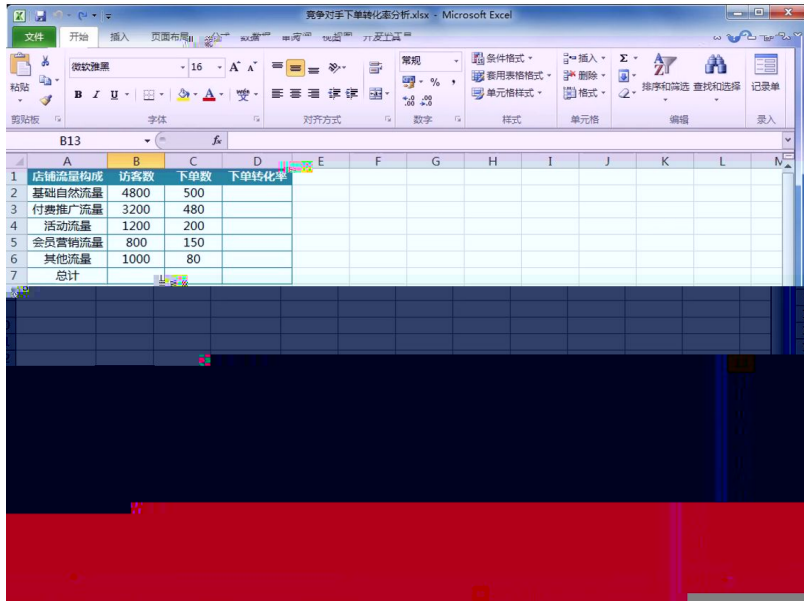 竞争对手下单转化率分析.xlsx - Microsoft Excel
文件 开始 插入 页面布局
微软雅黑 16 常规 条件格式 插入 Σ
粘贴 套用表格格式 删除 排序和筛选 查找和选择 记录单
B I U % 单元格样式 格式
剪贴板 字体 对齐方式 数字 样式 单元格 编辑 录入
B13 fx
A B C D E F G H I J K L
1 店铺流量构成 访客数 下单数 下单转化率
2 基础自然流量 4800 500
3 付费推广流量 3200 480
4 活动流量 1200 200
5 会员营销流量 800 150
6 其他流量 1000 80
7 总计